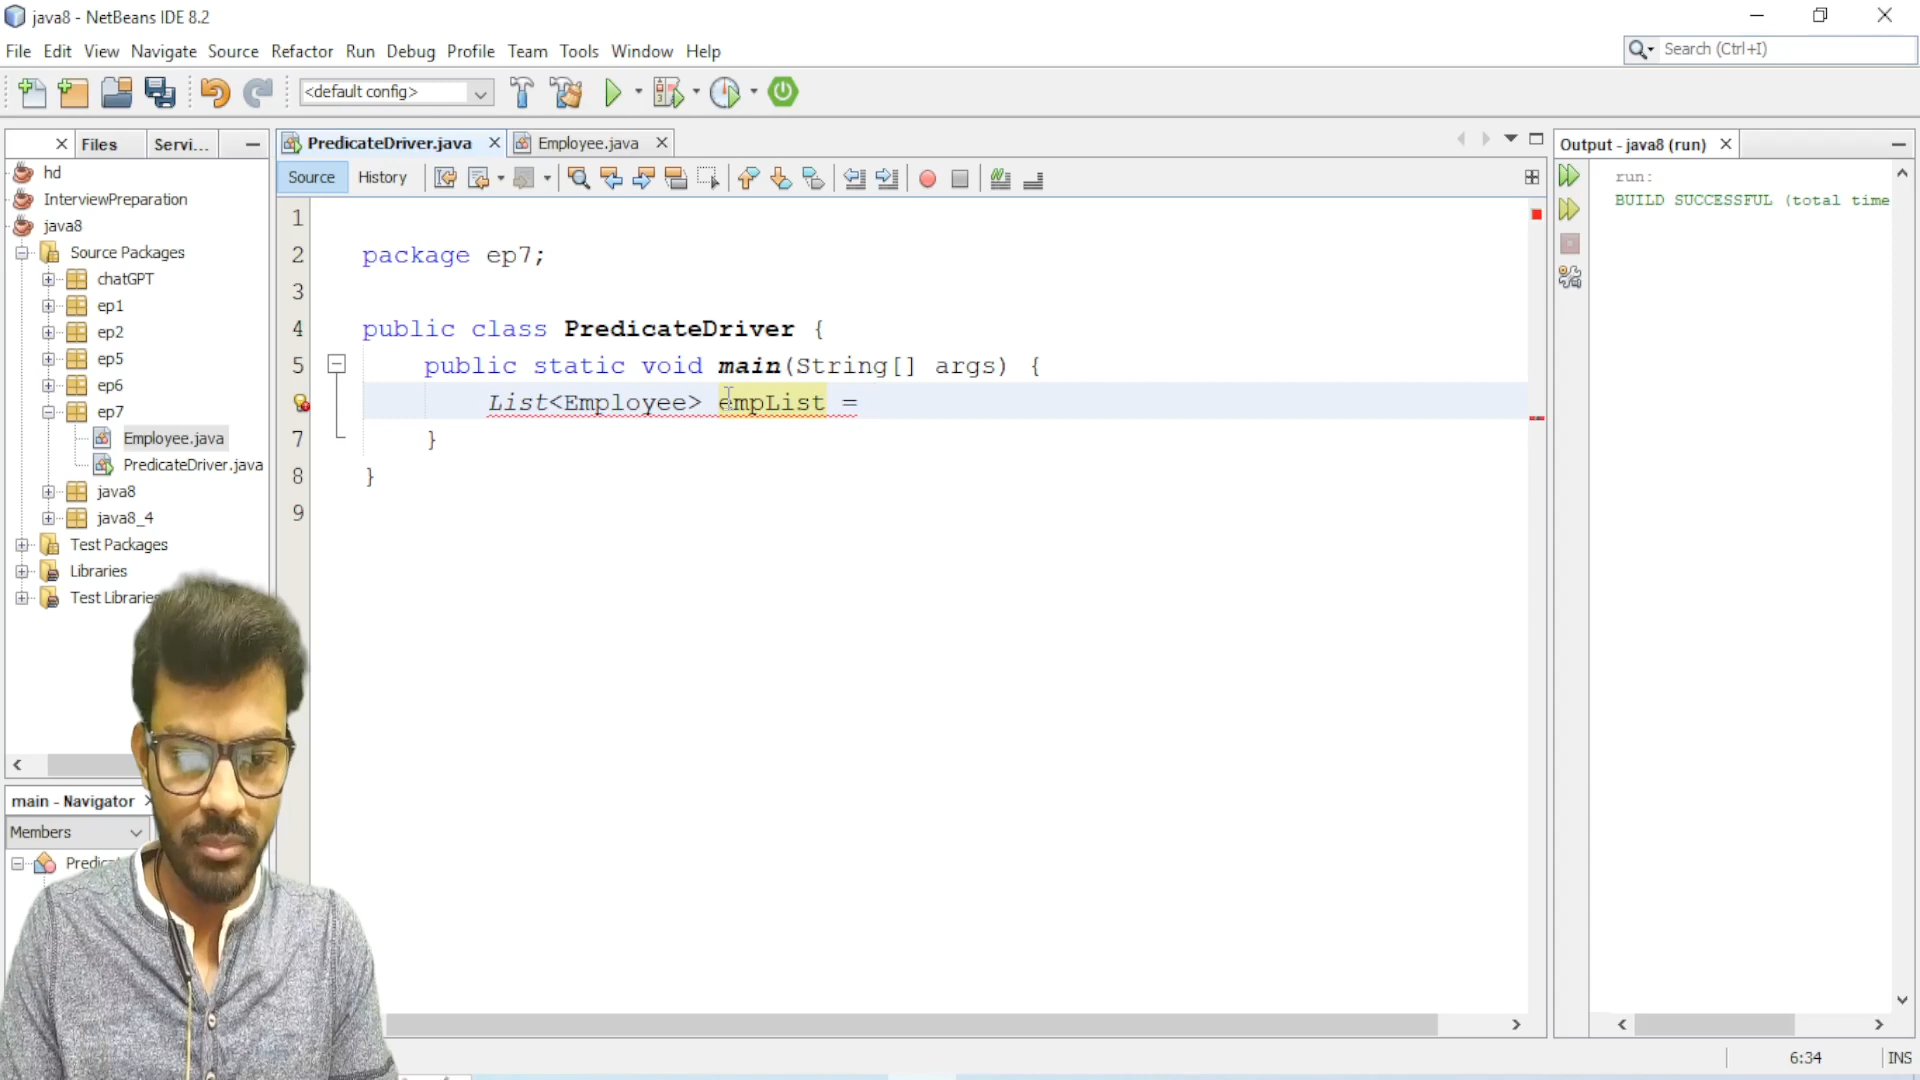 java8 - NetBeans IDE 8.2
File Edit View Navigate Source Refactor Run Debug Profile Team Tools Window Help
Search (Ctrl+I)
<default config>
Files Servi...
PredicateDriver.java Employee.java
Output - java8 (run)
Source History
hd
InterviewPreparation
java8
Source Packages
chatGPT
ep1
ep2
ep5
ep6
ep7
Employee.java
PredicateDriver.java
java8
java8_4
Test Packages
Libraries
Test Libraries
main - Navigator
Members
1
2 package ep7;
3
4 public class PredicateDriver {
5 public static void main(String[] args) {
List<Employee> empList =
7 }
8 }
9
run:
BUILD SUCCESSFUL (total time
6:34 INS